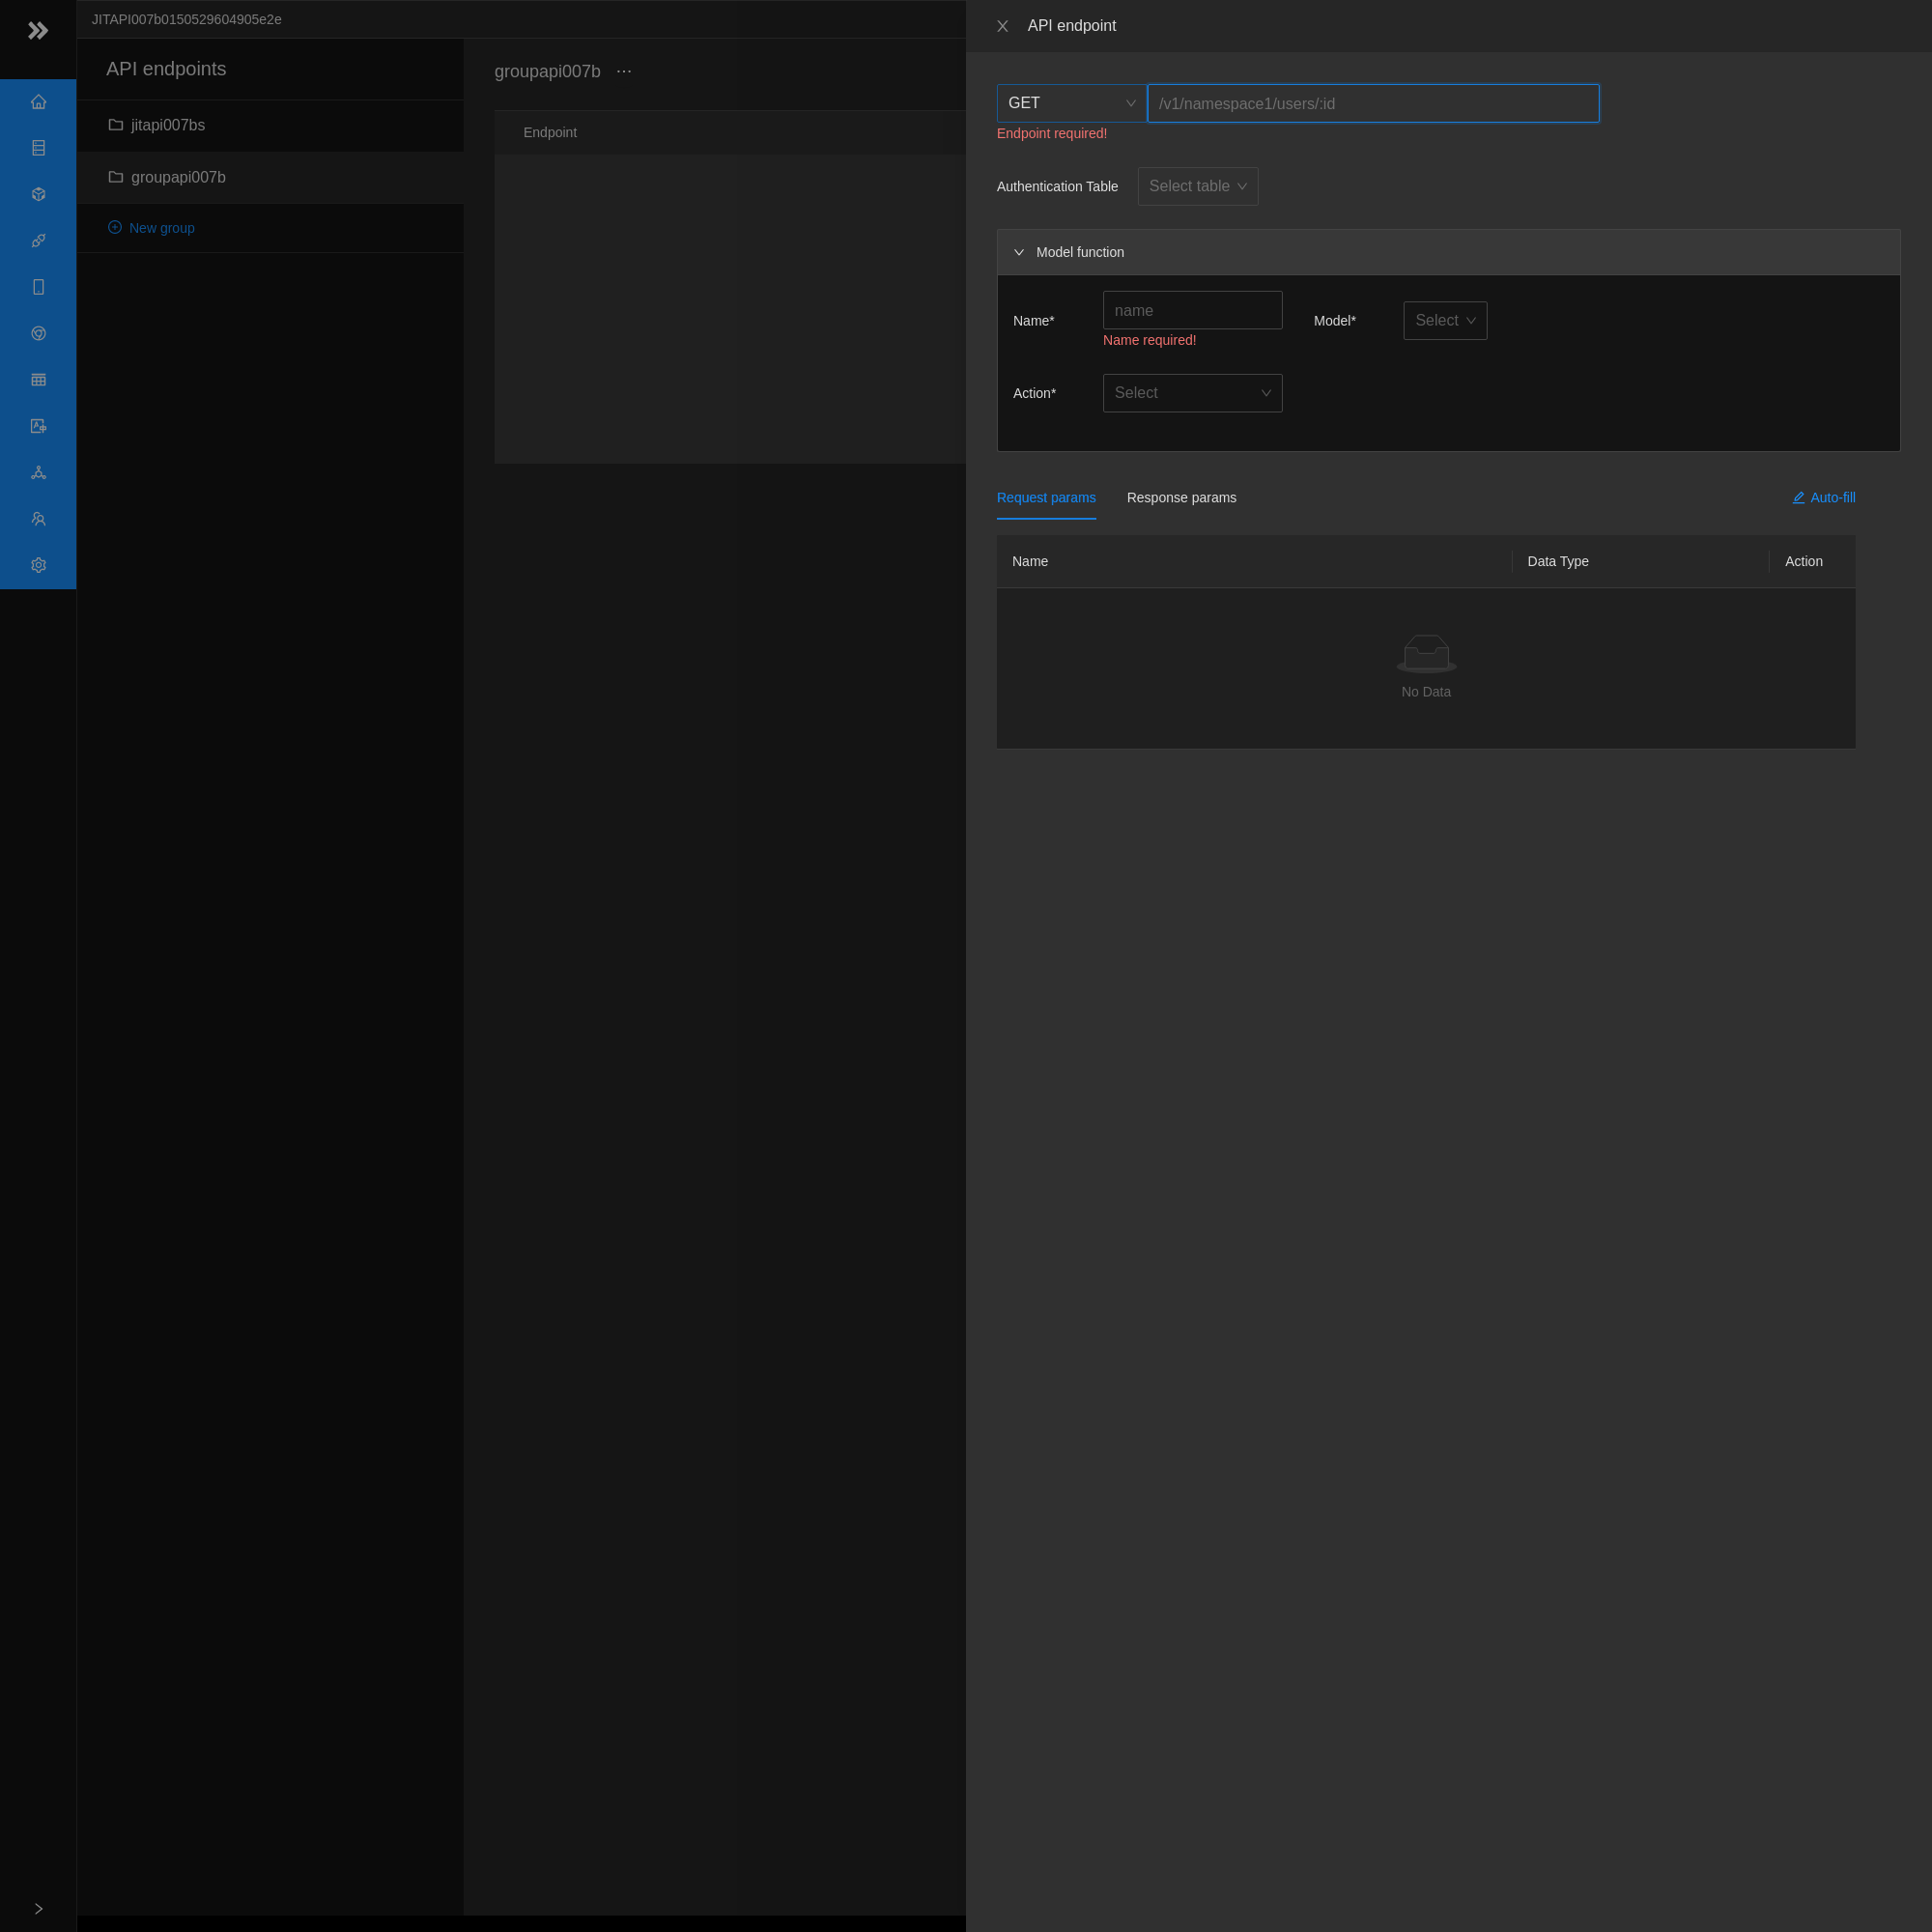 JITAPI007b0150529604905e2e
API endpoints
jitapi007bs
groupapi007b
New group
groupapi007b ···
Endpoint
API endpoint
GET
/v1/namespace1/users/:id
Endpoint required!
Authentication Table
Select table
Model function
Name*
name
Name required!
Model*
Select
Action*
Select
Request params
Response params
Auto-fill
Name
Data Type
Action
No Data